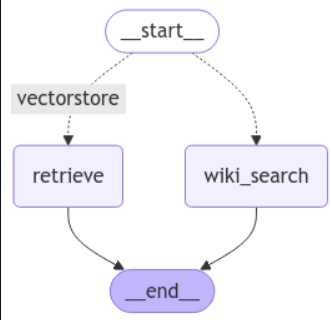 __start__
vectorstore
retrieve
wiki_search
__end__